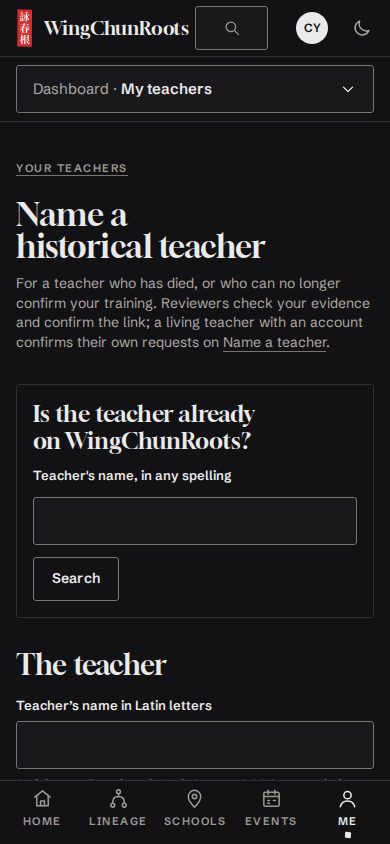 詠春根
WingChunRoots
CY
Dashboard · My teachers
YOUR TEACHERS
Name a
historical teacher
For a teacher who has died, or who can no longer
confirm your training. Reviewers check your evidence
and confirm the link; a living teacher with an account
confirms their own requests on Name a teacher.
Is the teacher already
on WingChunRoots?
Teacher's name, in any spelling
Search
The teacher
Teacher's name in Latin letters
HOME
LINEAGE
SCHOOLS
EVENTS
ME